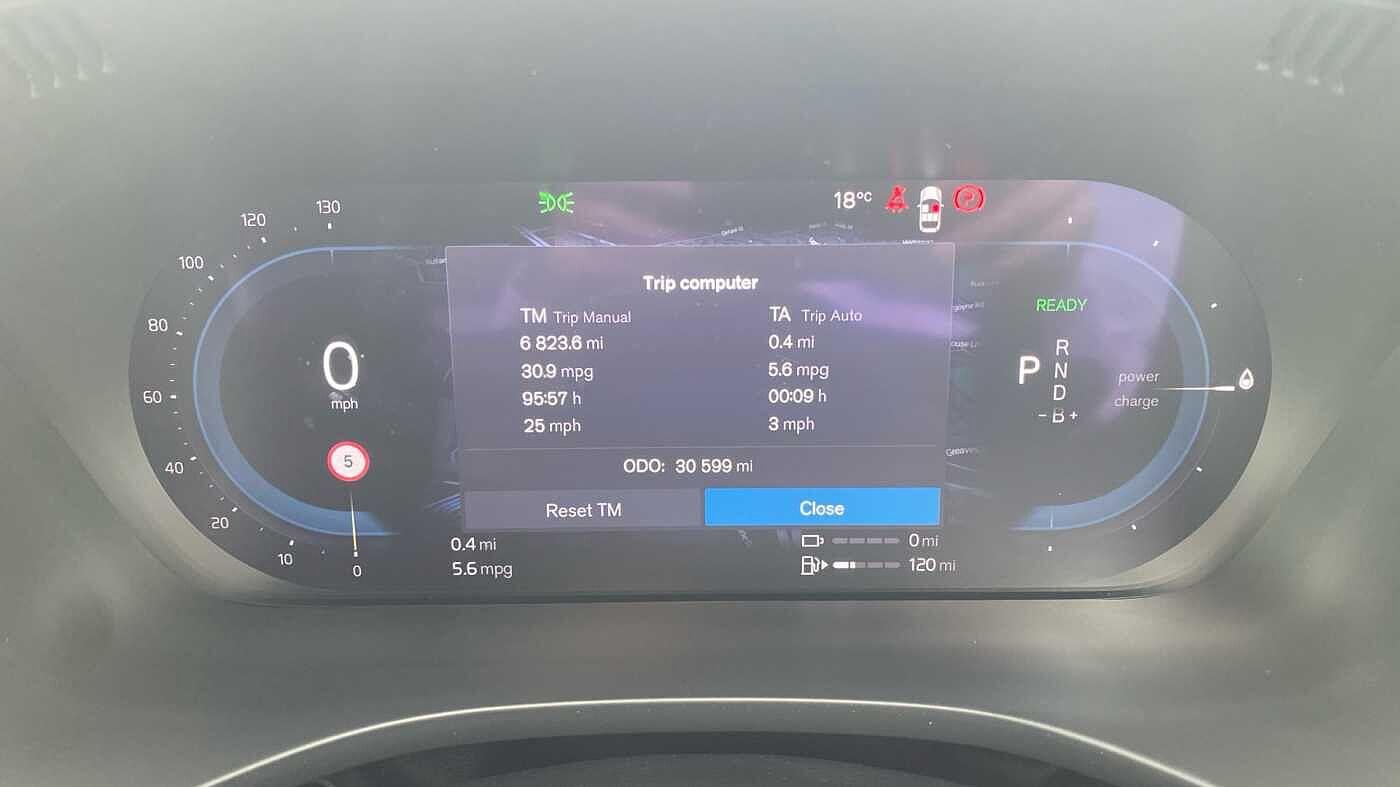 18°C
130
120
100
80
60
40
20
10
0
0
mph
5
Trip computer
TM Trip Manual
6 823.6 mi
30.9 mpg
95:57 h
25 mph
TA Trip Auto
0.4 mi
5.6 mpg
00:09 h
3 mph
ODO: 30 599 mi
Reset TM
Close
READY
P
R
N
D
- B +
power
charge
Greaves
0.4 mi
5.6 mpg
0 mi
120 mi